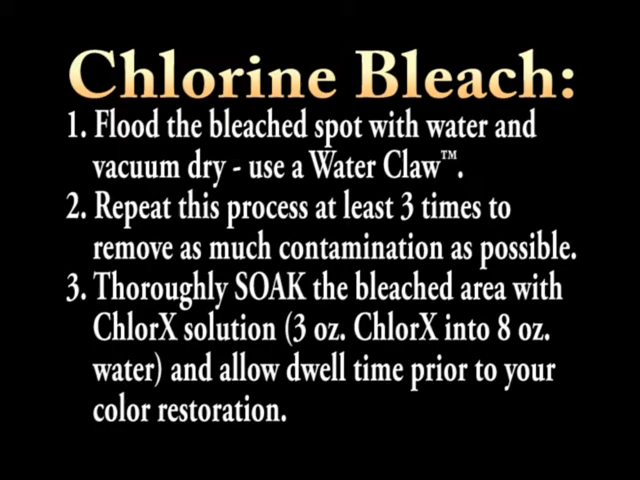 Chlorine Bleach:
1. Flood the bleached spot with water and
vacuum dry - use a Water Claw™.
2. Repeat this process at least 3 times to
remove as much contamination as possible.
3. Thoroughly SOAK the bleached area with
ChlorX solution (3 oz. ChlorX into 8 oz.
water) and allow dwell time prior to your
color restoration.